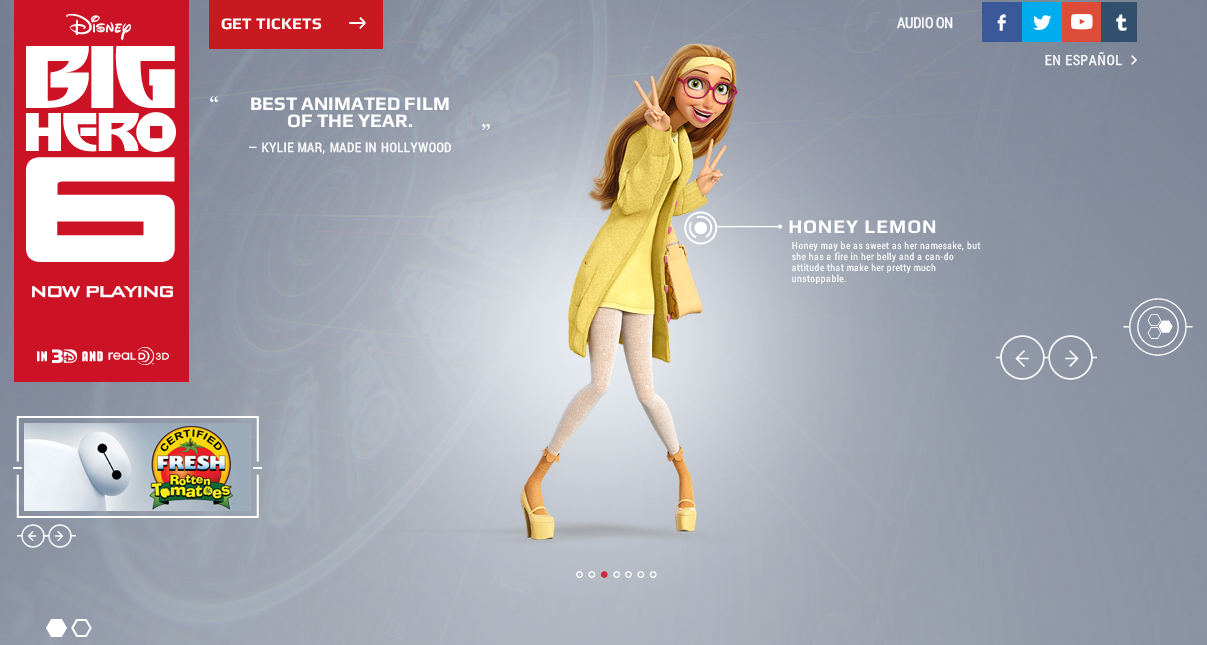 Disney
BIG
HERO
6
NOW PLAYING
IN 3D AND REAL D 3D
GET TICKETS
“ BEST ANIMATED FILM
OF THE YEAR. ”
– KYLIE MAR, MADE IN HOLLYWOOD
AUDIO ON
f
t
EN ESPAÑOL
HONEY LEMON
Honey may be as sweet as her namesake, but
she has a fire in her belly and a can-do
attitude that make her pretty much
unstoppable.
CERTIFIED
FRESH
Rotten
Tomatoes